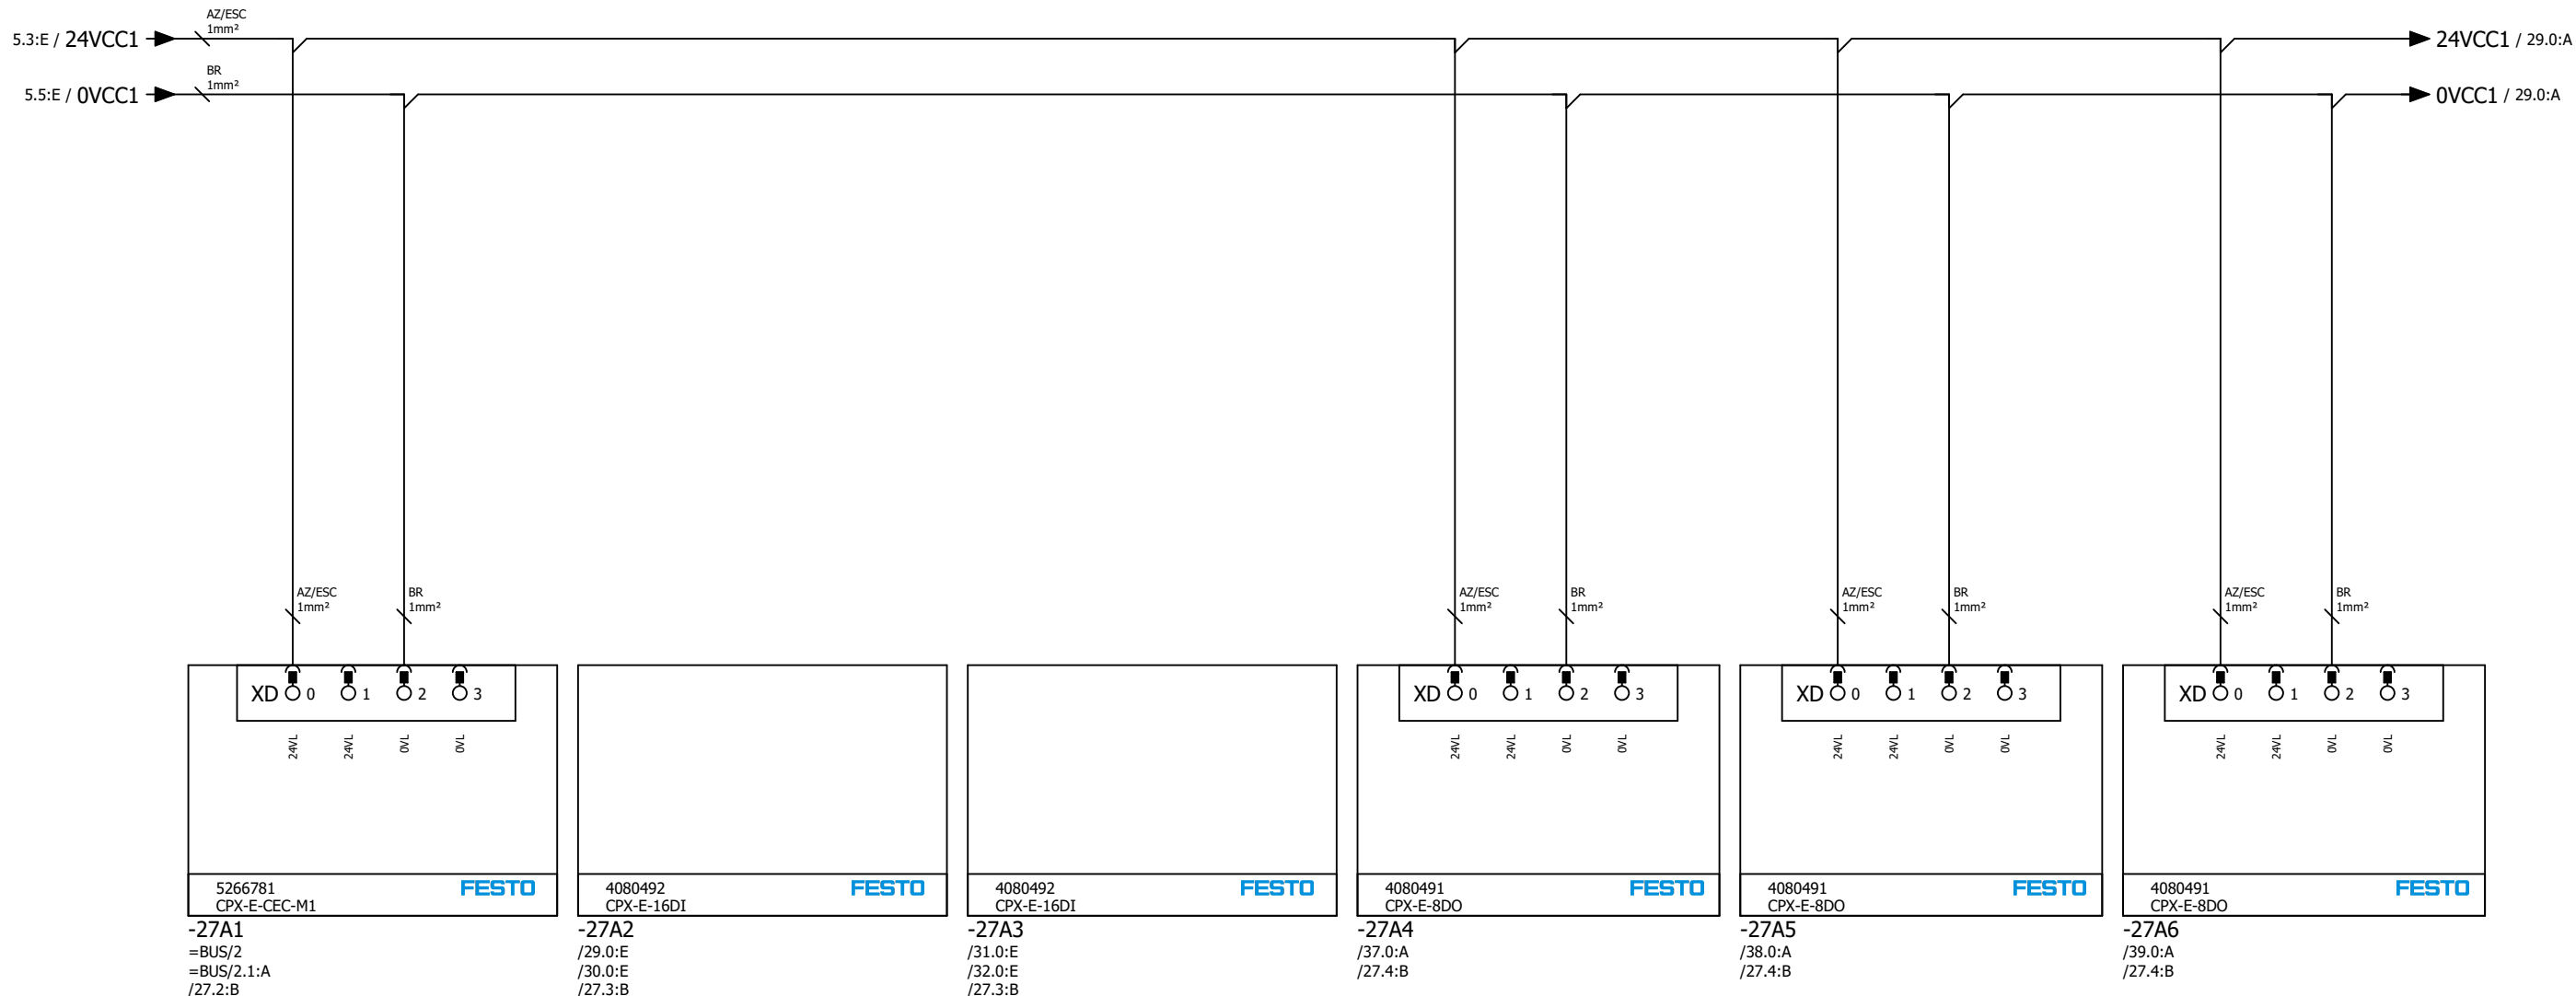 AZ/ESC
1mm²
5.3:E / 24VCC1
24VCC1 / 29.0:A
BR
1mm²
5.5:E / 0VCC1
0VCC1 / 29.0:A
AZ/ESC
1mm²
BR
1mm²
AZ/ESC
1mm²
BR
1mm²
AZ/ESC
1mm²
BR
1mm²
AZ/ESC
1mm²
BR
1mm²
XD 0 1 2 3
24VL 24VL 0VL 0VL
5266781
CPX-E-CEC-M1
FESTO
-27A1
=BUS/2
=BUS/2.1:A
/27.2:B
4080492
CPX-E-16DI
FESTO
-27A2
/29.0:E
/30.0:E
/27.3:B
4080492
CPX-E-16DI
FESTO
-27A3
/31.0:E
/32.0:E
/27.3:B
XD 0 1 2 3
24VL 24VL 0VL 0VL
4080491
CPX-E-8DO
FESTO
-27A4
/37.0:A
/27.4:B
XD 0 1 2 3
24VL 24VL 0VL 0VL
4080491
CPX-E-8DO
FESTO
-27A5
/38.0:A
/27.4:B
XD 0 1 2 3
24VL 24VL 0VL 0VL
4080491
CPX-E-8DO
FESTO
-27A6
/39.0:A
/27.4:B